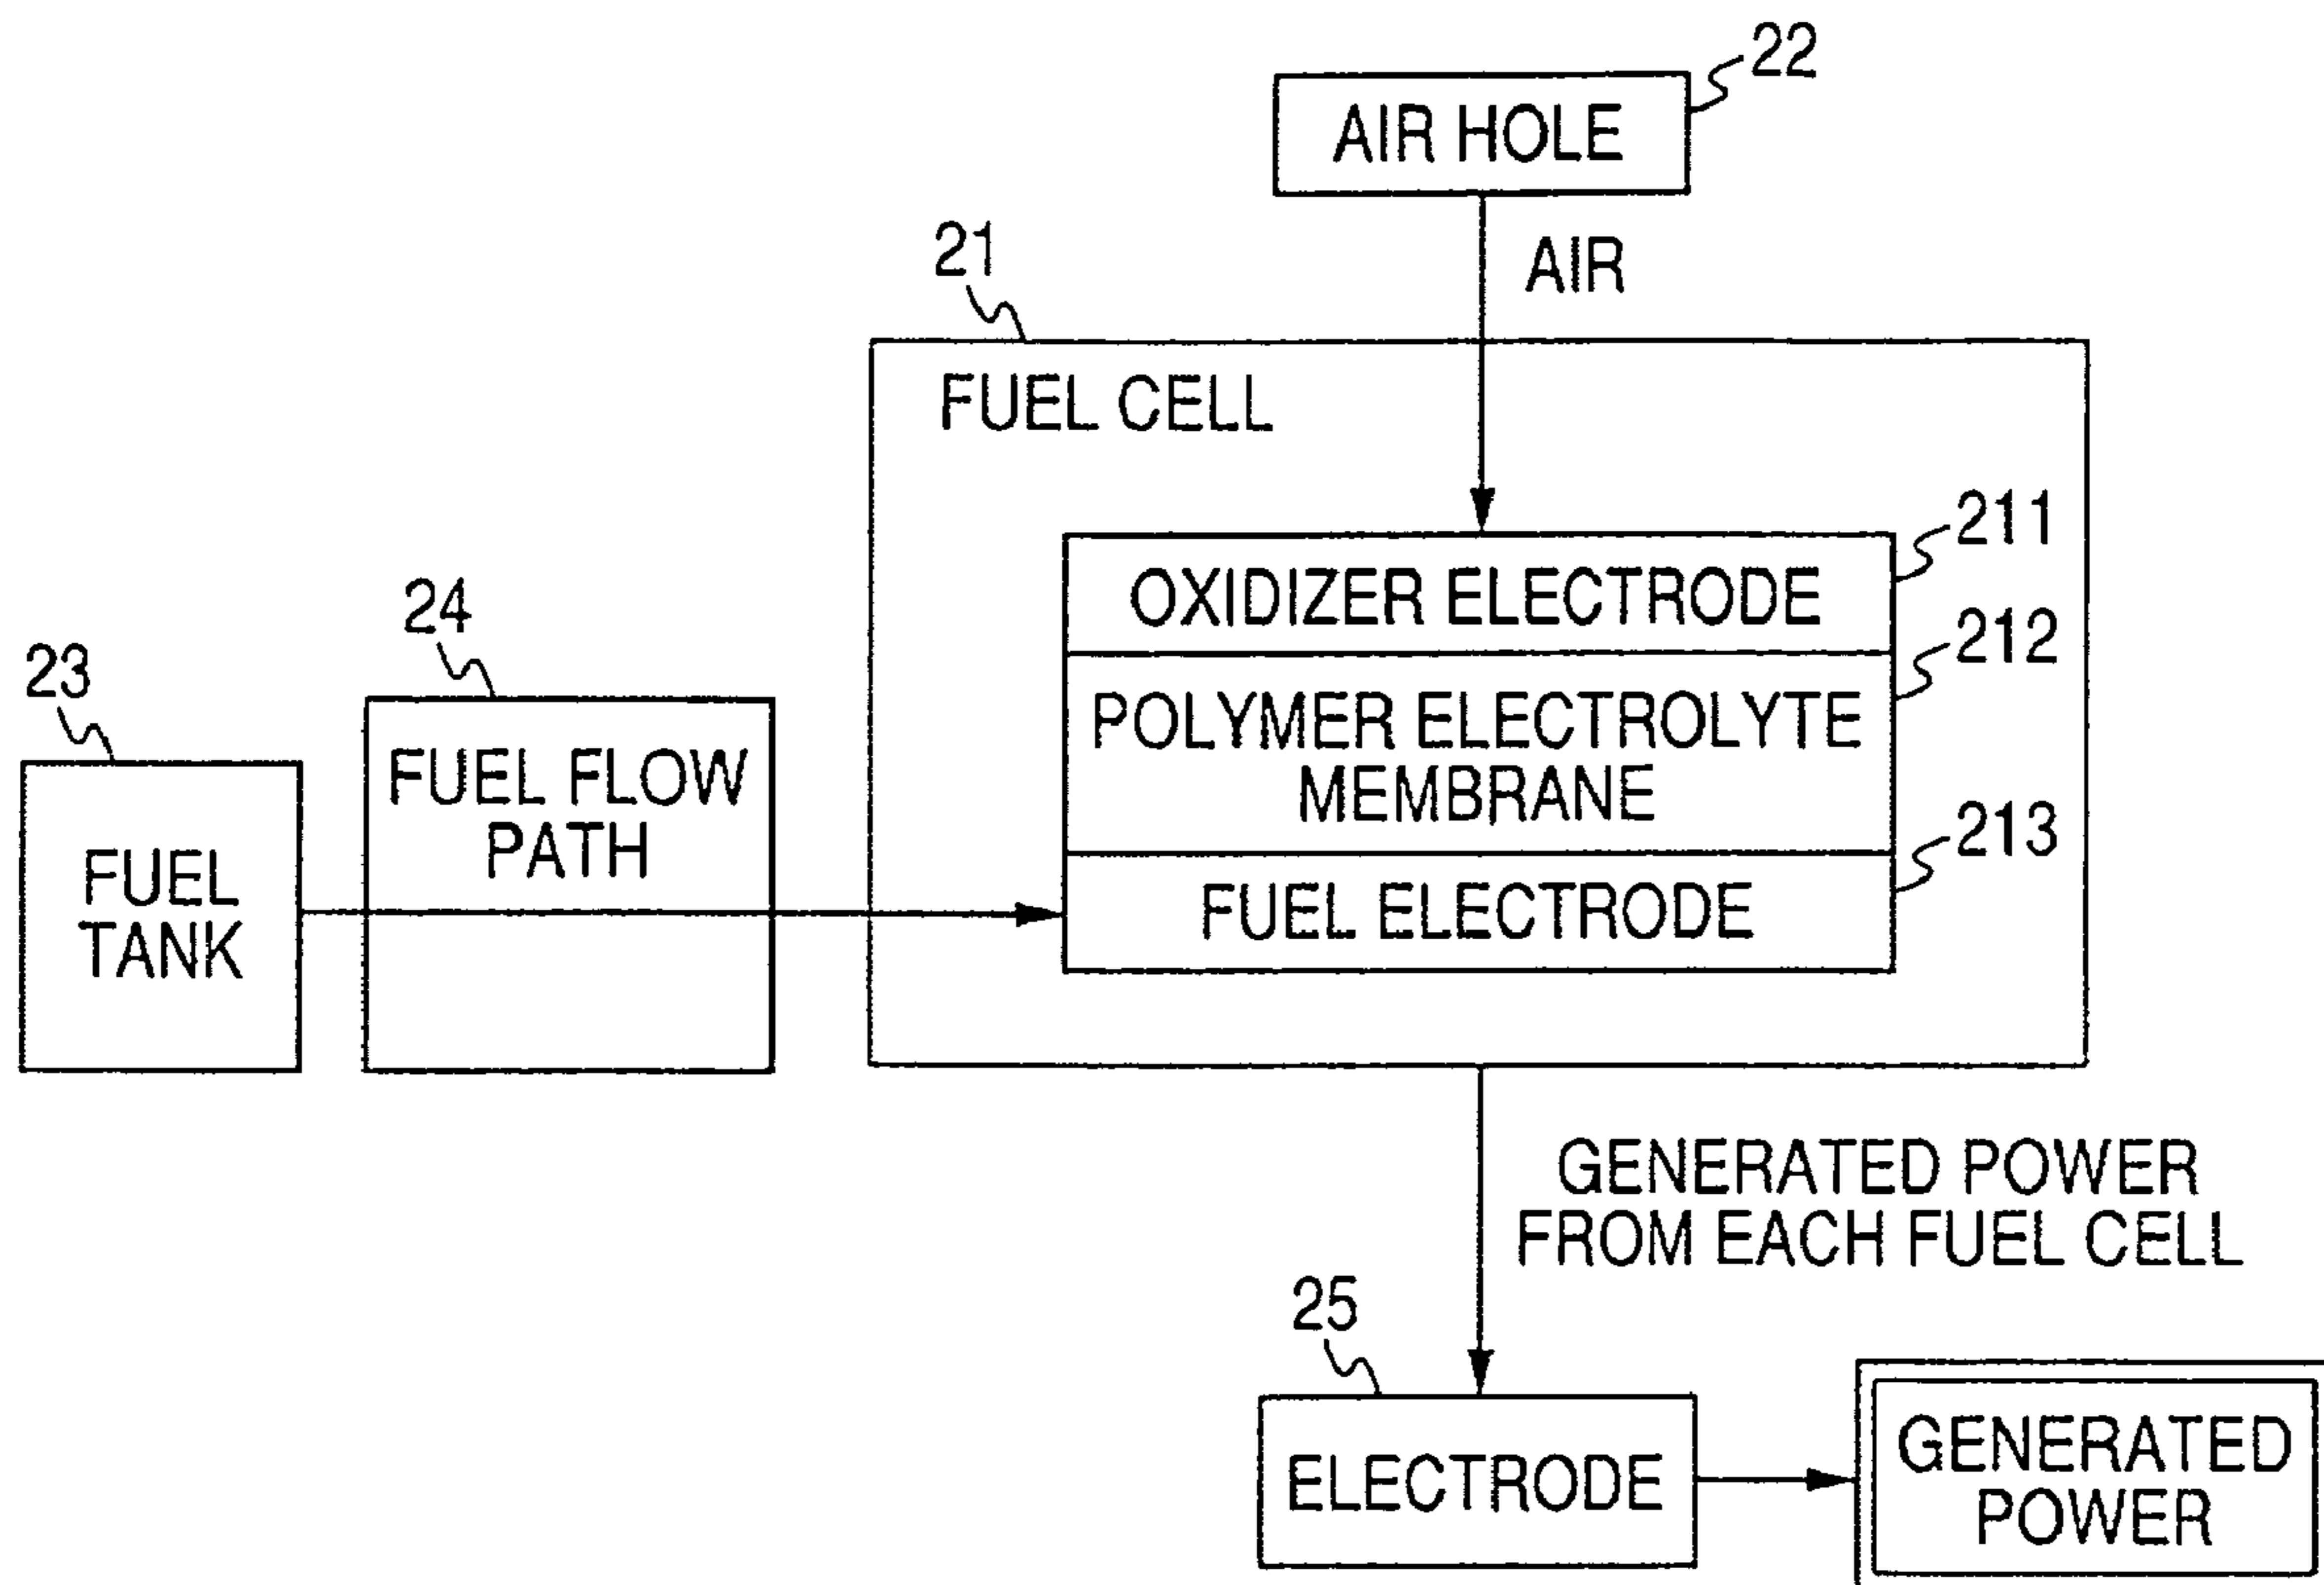 22
AIR HOLE
21
AIR
FUEL CELL
211
OXIDIZER ELECTRODE
24
212
23
POLYMER ELECTROLYTE
MEMBRANE
FUEL FLOW
PATH
213
FUEL
TANK
FUEL ELECTRODE
GENERATED POWER
FROM EACH FUEL CELL
25
ELECTRODE
GENERATED
POWER